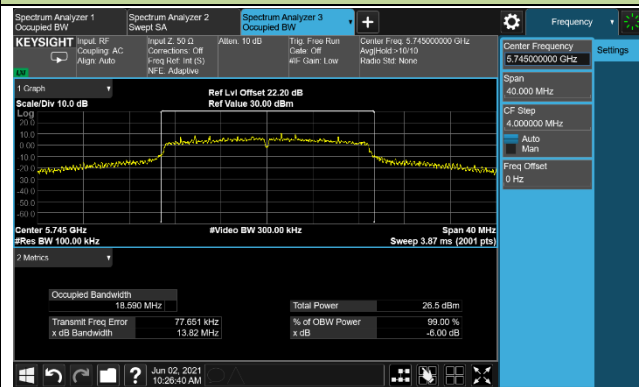 Spectrum Analyzer 1
Occupied BW
Spectrum Analyzer 2
Swept SA
Spectrum Analyzer 3
Occupied BW
+
Frequency
KEYSIGHT
Input: RF
Coupling: AC
Align: Auto
Input Z: 50 Ω
Corrections: Off
Freq Ref: Int (S)
NFE: Adaptive
Atten: 10 dB
Trig: Free Run
Gate: Off
#IF Gain: Low
Center Freq: 5.745000000 GHz
Avg|Hold:>10/10
Radio Std: None
LXI
Center Frequency
5.745000000 GHz
Settings
Span
40.000 MHz
CF Step
4.000000 MHz
Auto
Man
Freq Offset
0 Hz
1 Graph
Scale/Div 10.0 dB
Ref Lvl Offset 22.20 dB
Ref Value 30.00 dBm
Log
20.0
10.0
0.00
-10.0
-20.0
-30.0
-40.0
-50.0
-60.0
Center 5.745 GHz
#Video BW 300.00 kHz
Span 40 MHz
#Res BW 100.00 kHz
Sweep 3.87 ms (2001 pts)
2 Metrics
Occupied Bandwidth
18.590 MHz
Total Power
26.5 dBm
Transmit Freq Error
77.651 kHz
% of OBW Power
99.00 %
x dB Bandwidth
13.82 MHz
x dB
-6.00 dB
?
Jun 02, 2021
10:26:40 AM